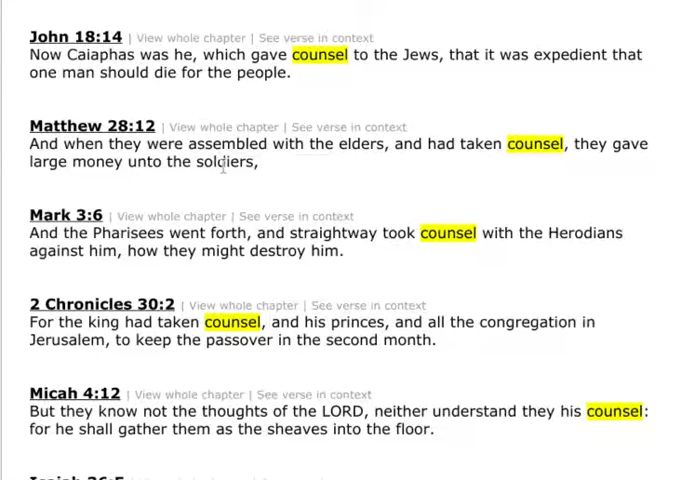 John 18:14 | View whole chapter | See verse in context
Now Caiaphas was he, which gave counsel to the Jews, that it was expedient that
one man should die for the people.
Matthew 28:12 | View whole chapter | See verse in context
And when they were assembled with the elders, and had taken counsel, they gave
large money unto the soldiers,
Mark 3:6 | View whole chapter | See verse in context
And the Pharisees went forth, and straightway took counsel with the Herodians
against him, how they might destroy him.
2 Chronicles 30:2 | View whole chapter | See verse in context
For the king had taken counsel, and his princes, and all the congregation in
Jerusalem, to keep the passover in the second month.
Micah 4:12 | View whole chapter | See verse in context
But they know not the thoughts of the LORD, neither understand they his counsel:
for he shall gather them as the sheaves into the floor.